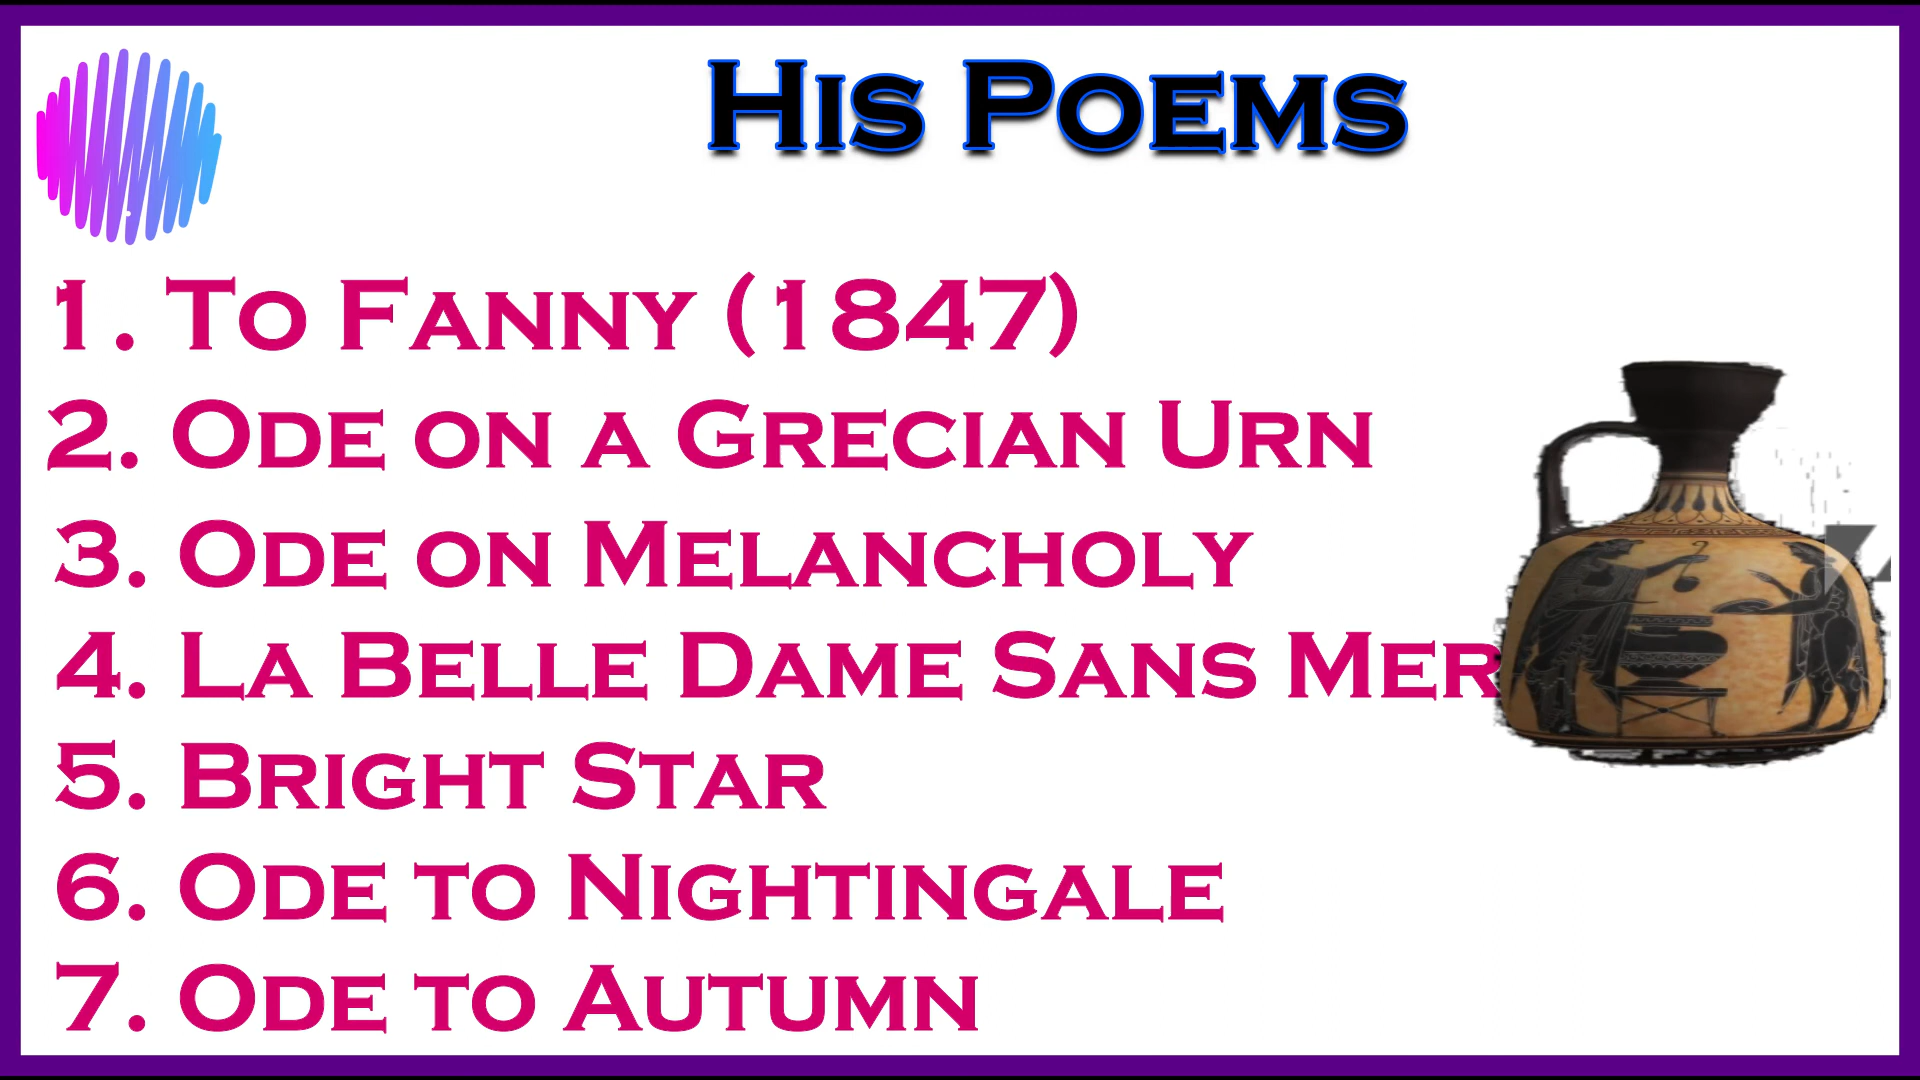 His Poems
1. To Fanny (1847)
2. Ode on a Grecian Urn
3. Ode on Melancholy
4. La Belle Dame Sans Mer
5. Bright Star
6. Ode to Nightingale
7. Ode to Autumn